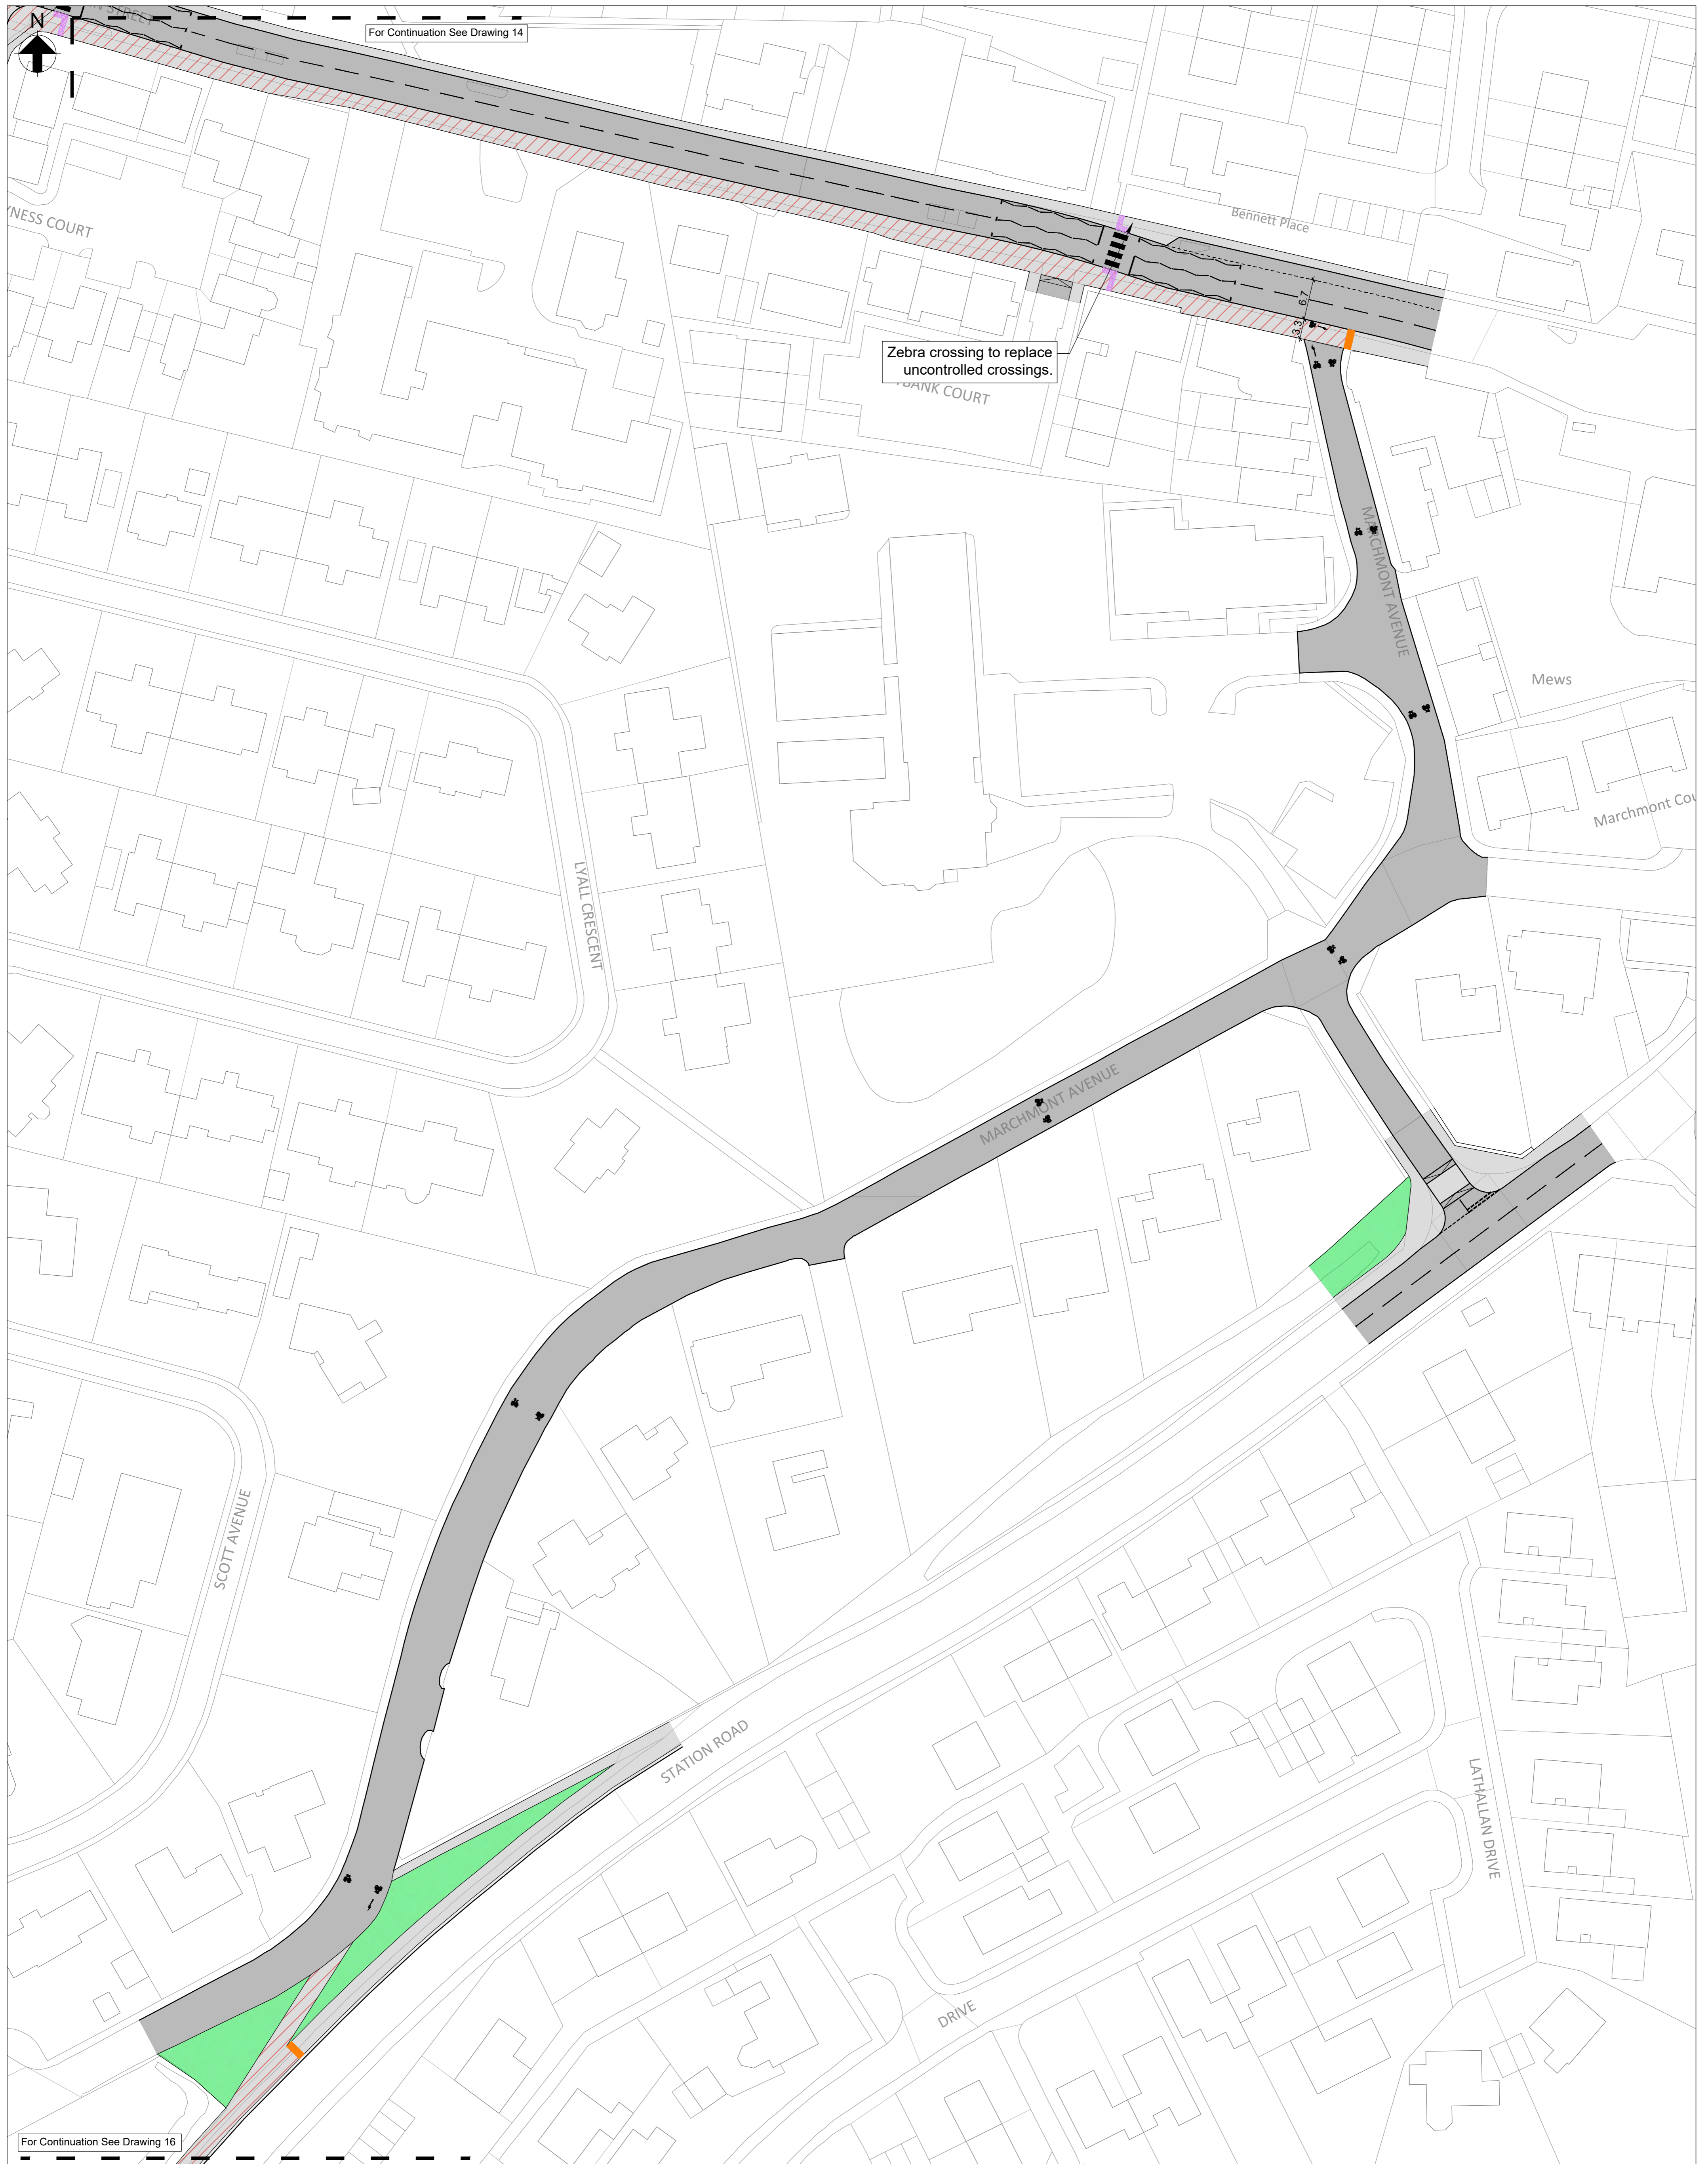 N STREET
N
For Continuation See Drawing 14
YNESS COURT
Bennett Place
6.7
3.3
Zebra crossing to replace
uncontrolled crossings.
BANK COURT
MARCHMONT AVENUE
Mews
Marchmont Cou
LYALL CRESCENT
MARCHMONT AVENUE
SCOTT AVENUE
STATION ROAD
LATHALLAN DRIVE
DRIVE
For Continuation See Drawing 16